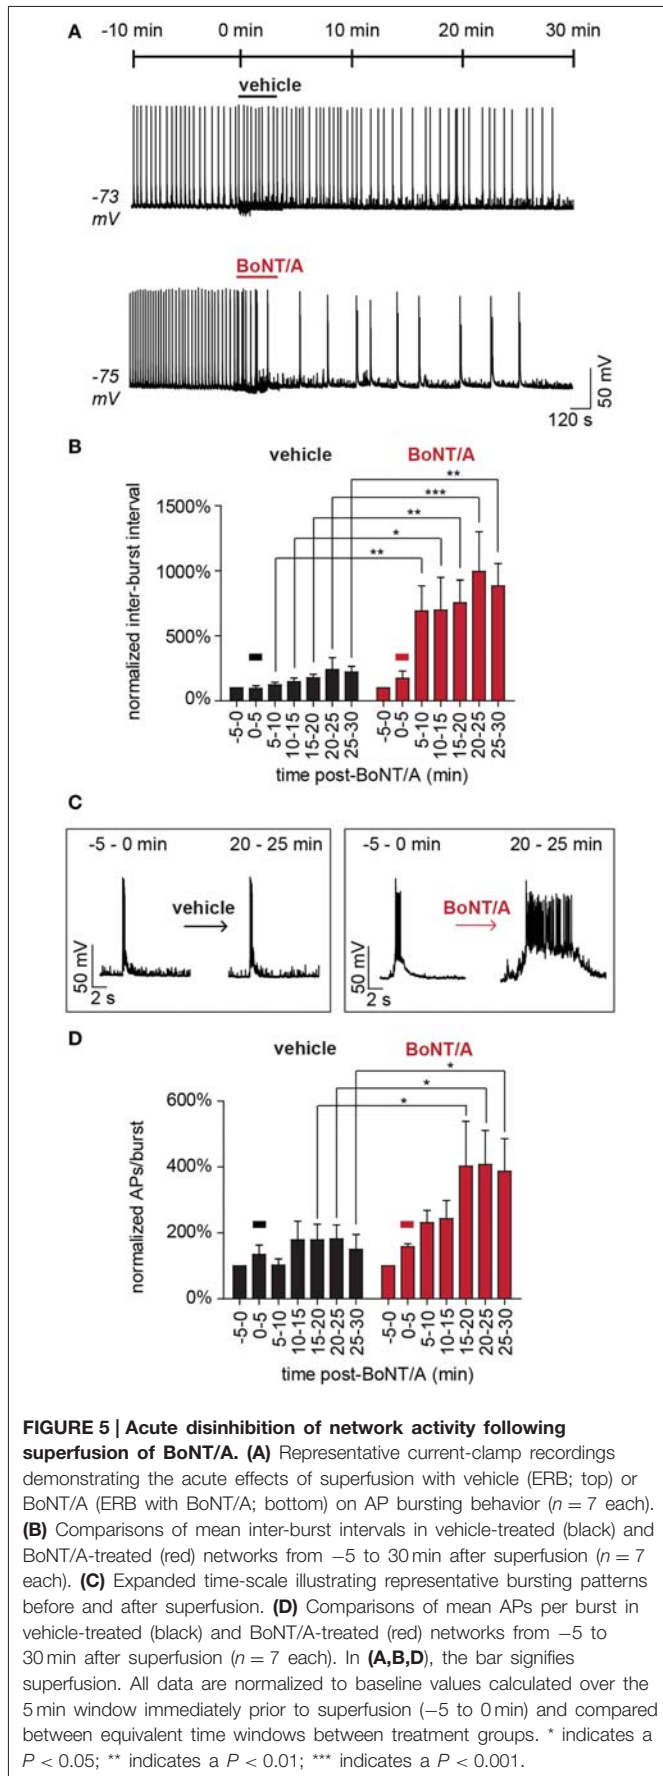 A
-10 min 0 min 10 min 20 min 30 min
vehicle
-73
mV
BoNT/A
-75
mV
50 mV
120 s
B
vehicle BoNT/A
normalized inter-burst interval
1500%
1000%
500%
0%
**
***
**
*
**
-5-0 0-5 5-10 10-15 15-20 20-25 25-30 -5-0 0-5 5-10 10-15 15-20 20-25 25-30
time post-BoNT/A (min)
C
-5 - 0 min 20 - 25 min -5 - 0 min 20 - 25 min
vehicle BoNT/A
50 mV
2 s
50 mV
2 s
D
vehicle BoNT/A
normalized APs/burst
600%
400%
200%
0%
*
*
*
-5-0 0-5 5-10 10-15 15-20 20-25 25-30 -5-0 0-5 5-10 10-15 15-20 20-25 25-30
time post-BoNT/A (min)
FIGURE 5 | Acute disinhibition of network activity following
superfusion of BoNT/A. (A) Representative current-clamp recordings
demonstrating the acute effects of superfusion with vehicle (ERB; top) or
BoNT/A (ERB with BoNT/A; bottom) on AP bursting behavior (n = 7 each).
(B) Comparisons of mean inter-burst intervals in vehicle-treated (black) and
BoNT/A-treated (red) networks from −5 to 30 min after superfusion (n = 7
each). (C) Expanded time-scale illustrating representative bursting patterns
before and after superfusion. (D) Comparisons of mean APs per burst in
vehicle-treated (black) and BoNT/A-treated (red) networks from −5 to
30 min after superfusion (n = 7 each). In (A,B,D), the bar signifies
superfusion. All data are normalized to baseline values calculated over the
5 min window immediately prior to superfusion (−5 to 0 min) and compared
between equivalent time windows between treatment groups. * indicates a
P < 0.05; ** indicates a P < 0.01; *** indicates a P < 0.001.